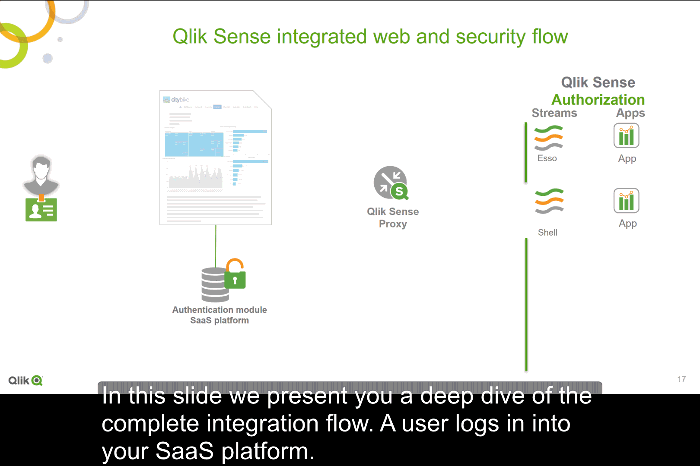 Qlik Sense integrated web and security flow
Qlik Sense
Authorization
Streams Apps
Esso App
Shell App
Qlik Sense
Proxy
Authentication module
SaaS platform
Qlik
17
In this slide we present you a deep dive of the
complete integration flow. A user logs in into
your SaaS platform.